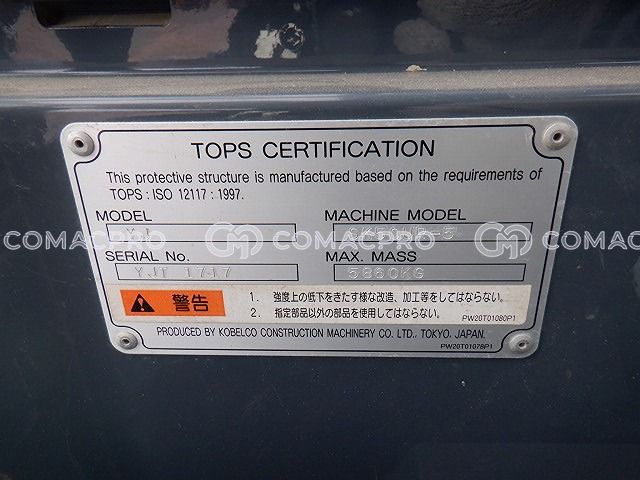 TOPS CERTIFICATION
This protective structure is manufactured based on the requirements of
TOPS : ISO 12117 : 1997.
MODEL MACHINE MODEL
COMACPRO COMACPRO COMACPRO
SERIAL No. MAX. MASS
1717 5860KG
警告 1. 強度上の低下をきたす様な改造、加工等をしてはならない。
2. 指定部品以外の部品を使用してはならない。
PW20T01080P1
PRODUCED BY KOBELCO CONSTRUCTION MACHINERY CO. LTD., TOKYO, JAPAN.
PW20T01078P1